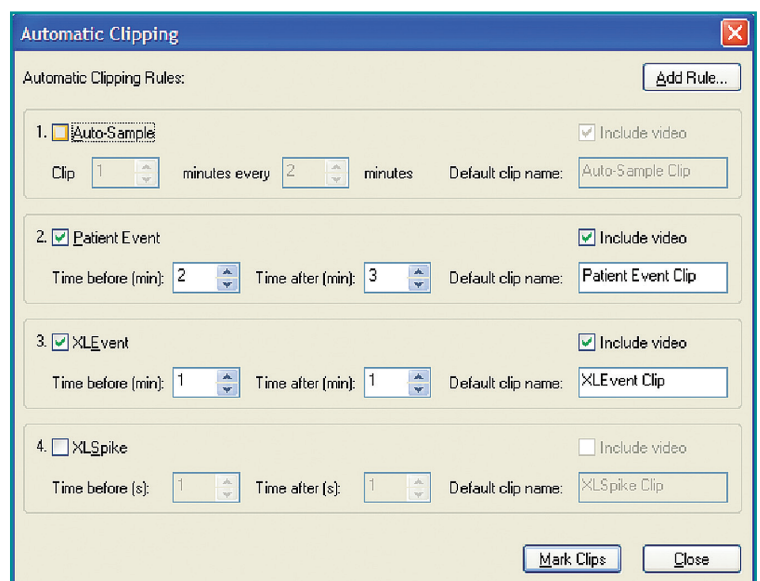 Automatic Clipping
Automatic Clipping Rules:
Add Rule...
1. Auto-Sample
Include video
Clip 1 minutes every 2 minutes Default clip name: Auto-Sample Clip
2. Patient Event
Include video
Time before (min): 2 Time after (min): 3 Default clip name: Patient Event Clip
3. XLEvent
Include video
Time before (min): 1 Time after (min): 1 Default clip name: XLEvent Clip
4. XLSpike
Include video
Time before (s): 1 Time after (s): 1 Default clip name: XLSpike Clip
Mark Clips
Close